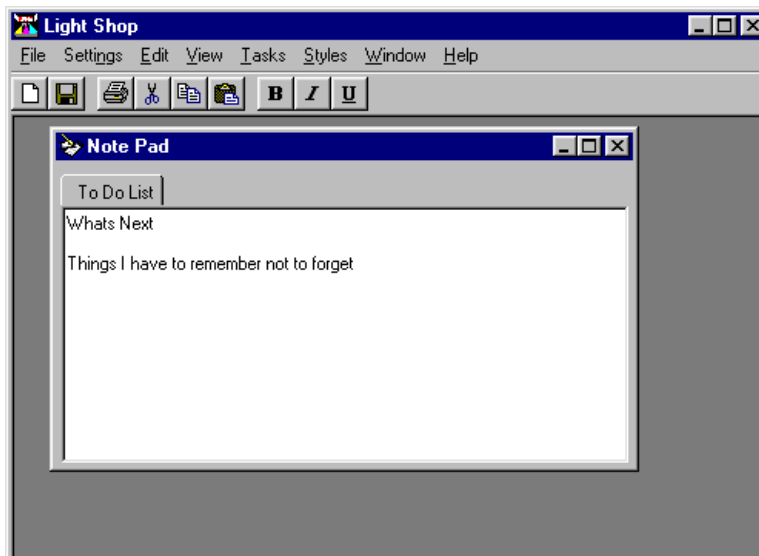 Light Shop
File Settings Edit View Tasks Styles Window Help
B I U
Note Pad
To Do List
Whats Next
Things I have to remember not to forget